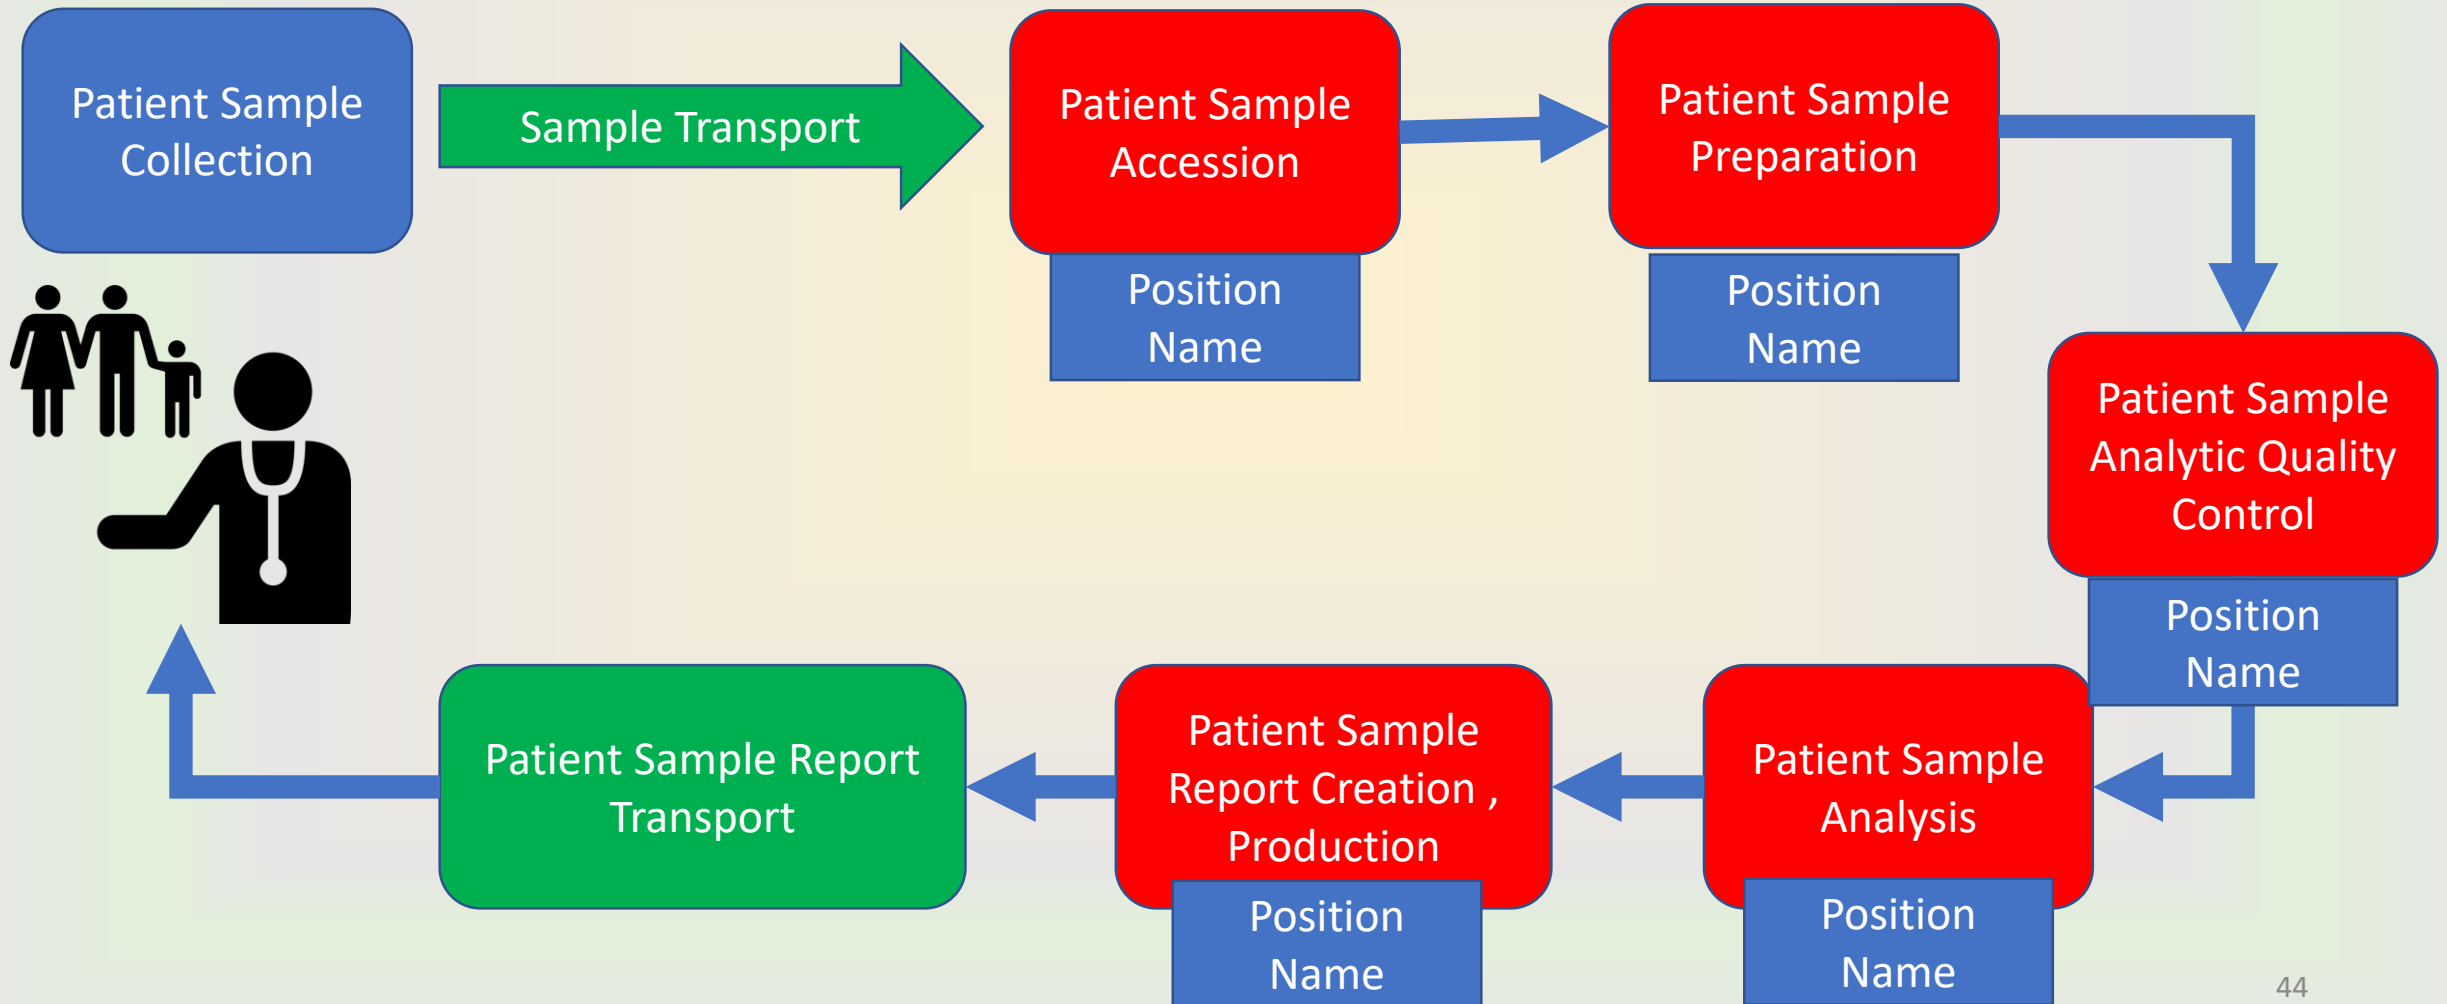 Patient Sample
Collection
Sample Transport
Patient Sample
Accession
Position
Name
Patient Sample
Preparation
Position
Name
Patient Sample
Analytic Quality
Control
Position
Name
Patient Sample
Analysis
Position
Name
Patient Sample
Report Creation ,
Production
Position
Name
Patient Sample Report
Transport
44